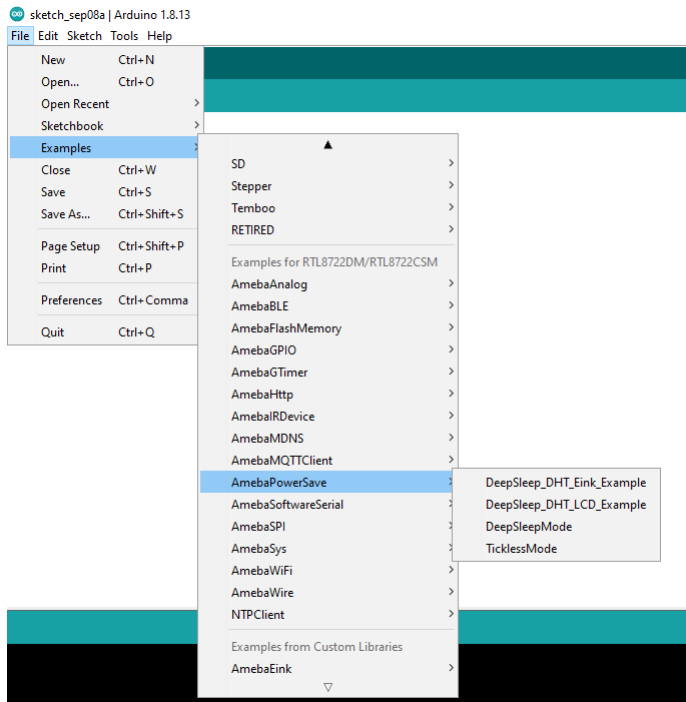 sketch_sep08a | Arduino 1.8.13
File Edit Sketch Tools Help
New Ctrl+N
Open... Ctrl+O
Open Recent
Sketchbook
Examples
Close Ctrl+W
Save Ctrl+S
Save As... Ctrl+Shift+S
Page Setup Ctrl+Shift+P
Print Ctrl+P
Preferences Ctrl+Comma
Quit Ctrl+Q
SD
Stepper
Temboo
RETIRED
Examples for RTL8722DM/RTL8722CSM
AmebaAnalog
AmebaBLE
AmebaFlashMemory
AmebaGPIO
AmebaGTimer
AmebaHttp
AmebaIRDevice
AmebaMDNS
AmebaMQTTClient
AmebaPowerSave
AmebaSoftwareSerial
AmebaSPI
AmebaSys
AmebaWiFi
AmebaWire
NTPClient
Examples from Custom Libraries
AmebaEink
DeepSleep_DHT_Eink_Example
DeepSleep_DHT_LCD_Example
DeepSleepMode
TicklessMode